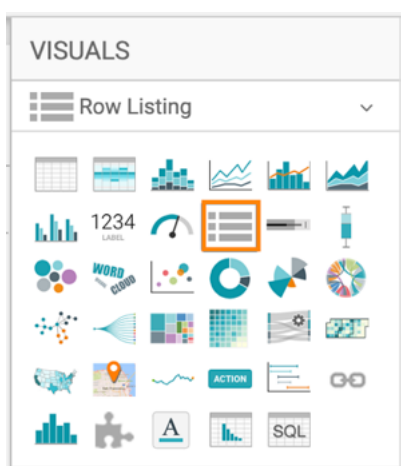 VISUALS
Row Listing
1234
LABEL
WORD
CLOUD
ACTION
A
SQL